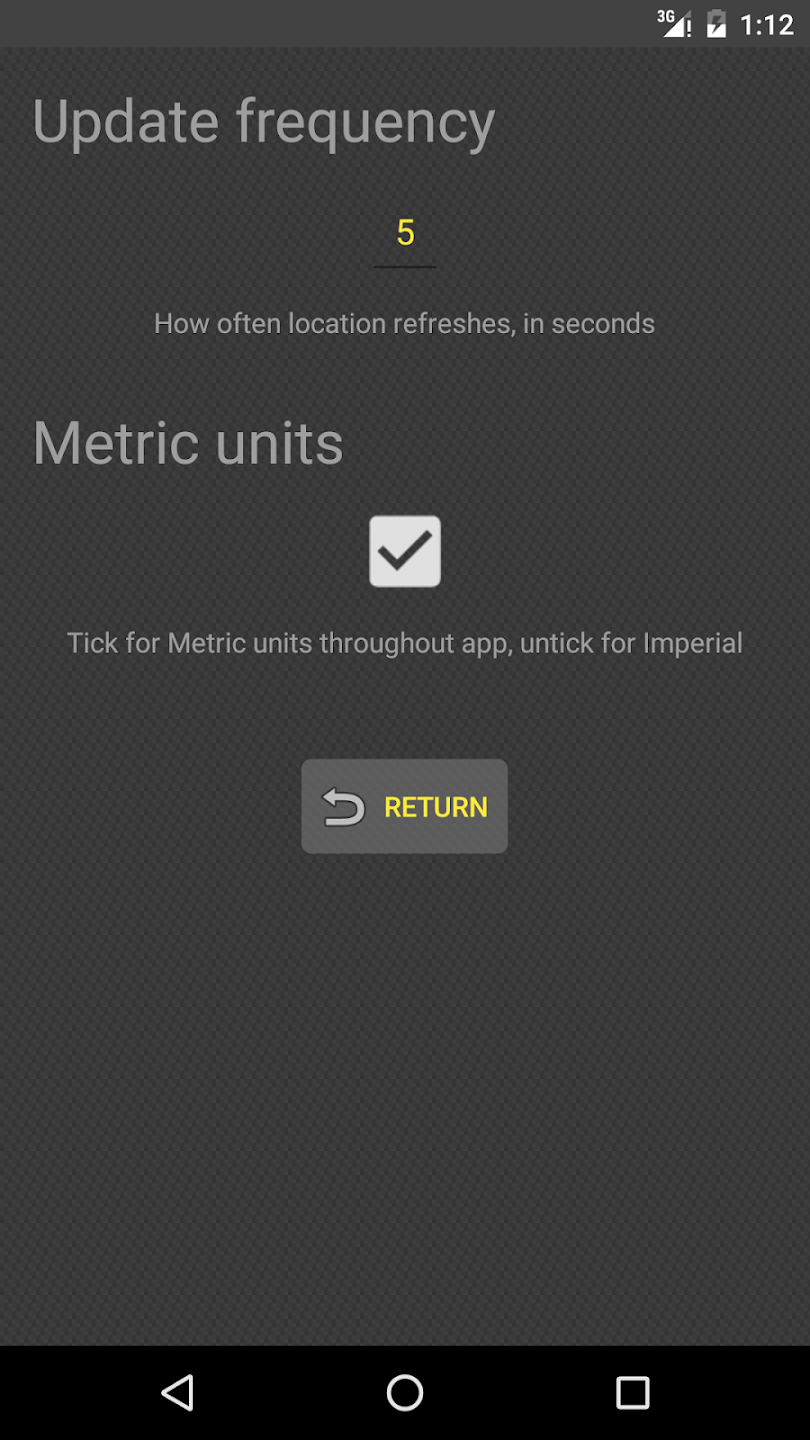 3G 1:12
Update frequency
5
How often location refreshes, in seconds
Metric units
Tick for Metric units throughout app, untick for Imperial
RETURN